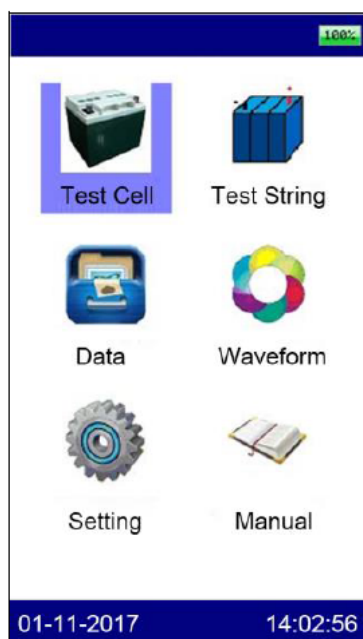 100%
Test Cell Test String
Data Waveform
Setting Manual
01-11-2017 14:02:56